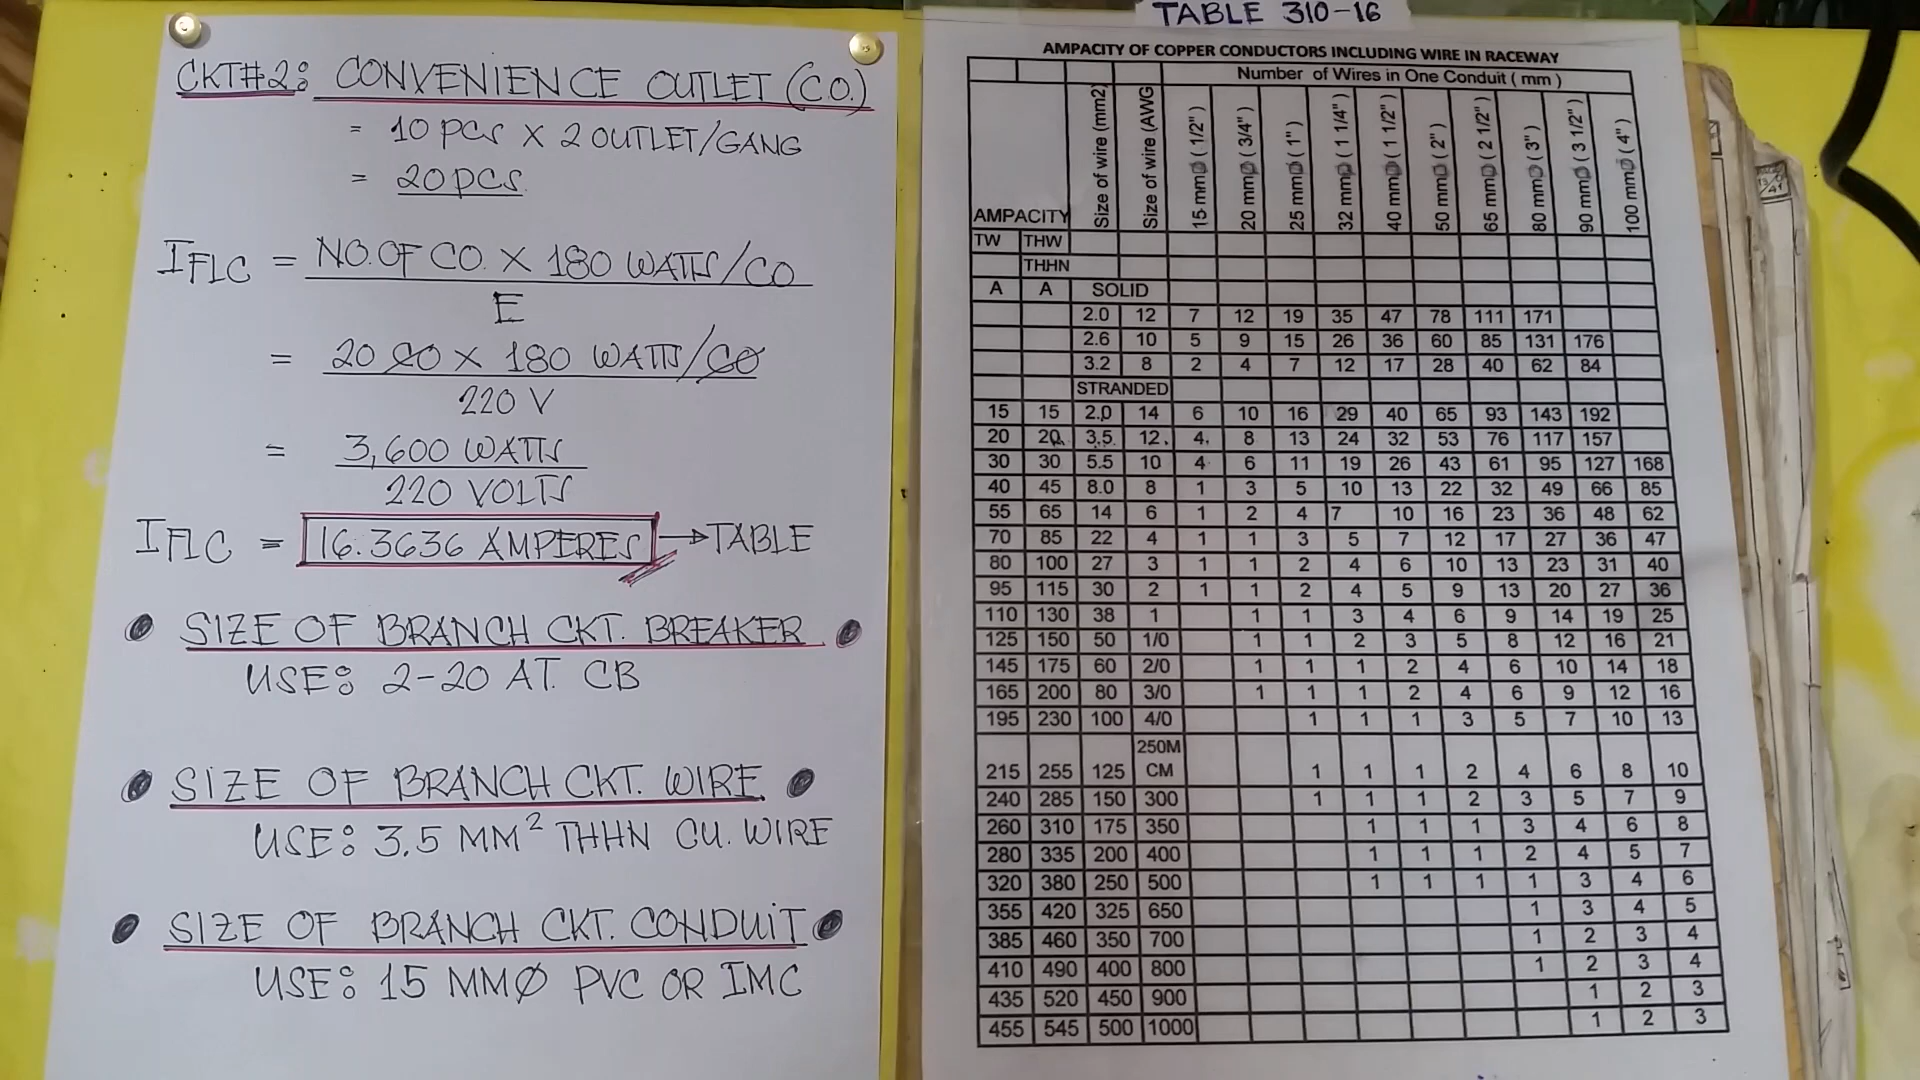 CKT#2: CONVENIENCE OUTLET (C.O.)
= 10 PCS X 2 OUTLET/GANG
= 20 PCS.
IFLC = NO. OF CO. X 180 WATTS/CO
E
= 20 CO X 180 WATTS/CO
220 V
= 3,600 WATTS
220 VOLTS
IFLC = 16.3636 AMPERES → TABLE
SIZE OF BRANCH CKT. BREAKER
USE: 2-20 AT. CB
SIZE OF BRANCH CKT. WIRE
USE: 3.5 MM² THHN CU. WIRE
SIZE OF BRANCH CKT. CONDUIT
USE: 15 MMØ PVC OR IMC
TABLE 310-16
AMPACITY OF COPPER CONDUCTORS INCLUDING WIRE IN RACEWAY
Number of Wires in One Conduit ( mm )
AMPACITY Size of wire (mm2) Size of wire (AWG 15 mmØ ( 1/2" ) 20 mmØ ( 3/4" ) 25 mmØ ( 1" ) 32 mmØ ( 1 1/4" ) 40 mmØ ( 1 1/2" ) 50 mmØ ( 2" ) 65 mmØ ( 2 1/2" ) 80 mmØ ( 3" ) 90 mmØ ( 3 1/2" ) 100 mmØ ( 4" )
TW THW
THHN
A A SOLID
2.0 12 7 12 19 35 47 78 111 171
2.6 10 5 9 15 26 36 60 85 131 176
3.2 8 2 4 7 12 17 28 40 62 84
STRANDED
15 15 2.0 14 6 10 16 29 40 65 93 143 192
20 20 3.5 12 4 8 13 24 32 53 76 117 157
30 30 5.5 10 4 6 11 19 26 43 61 95 127 168
40 45 8.0 8 1 3 5 10 13 22 32 49 66 85
55 65 14 6 1 2 4 7 10 16 23 36 48 62
70 85 22 4 1 1 3 5 7 12 17 27 36 47
80 100 27 3 1 1 2 4 6 10 13 23 31 40
95 115 30 2 1 1 2 4 5 9 13 20 27 36
110 130 38 1 1 1 3 4 6 9 14 19 25
125 150 50 1/0 1 1 2 3 5 8 12 16 21
145 175 60 2/0 1 1 1 2 4 6 10 14 18
165 200 80 3/0 1 1 1 2 4 6 9 12 16
195 230 100 4/0 1 1 1 3 5 7 10 13
250M
215 255 125 CM 1 1 1 2 4 6 8 10
240 285 150 300 1 1 1 2 3 5 7 9
260 310 175 350 1 1 1 3 4 6 8
280 335 200 400 1 1 1 2 4 5 7
320 380 250 500 1 1 1 1 3 4 6
355 420 325 650 1 3 4 5
385 460 350 700 1 2 3 4
410 490 400 800 1 2 3 4
435 520 450 900 1 2 3
455 545 500 1000 1 2 3